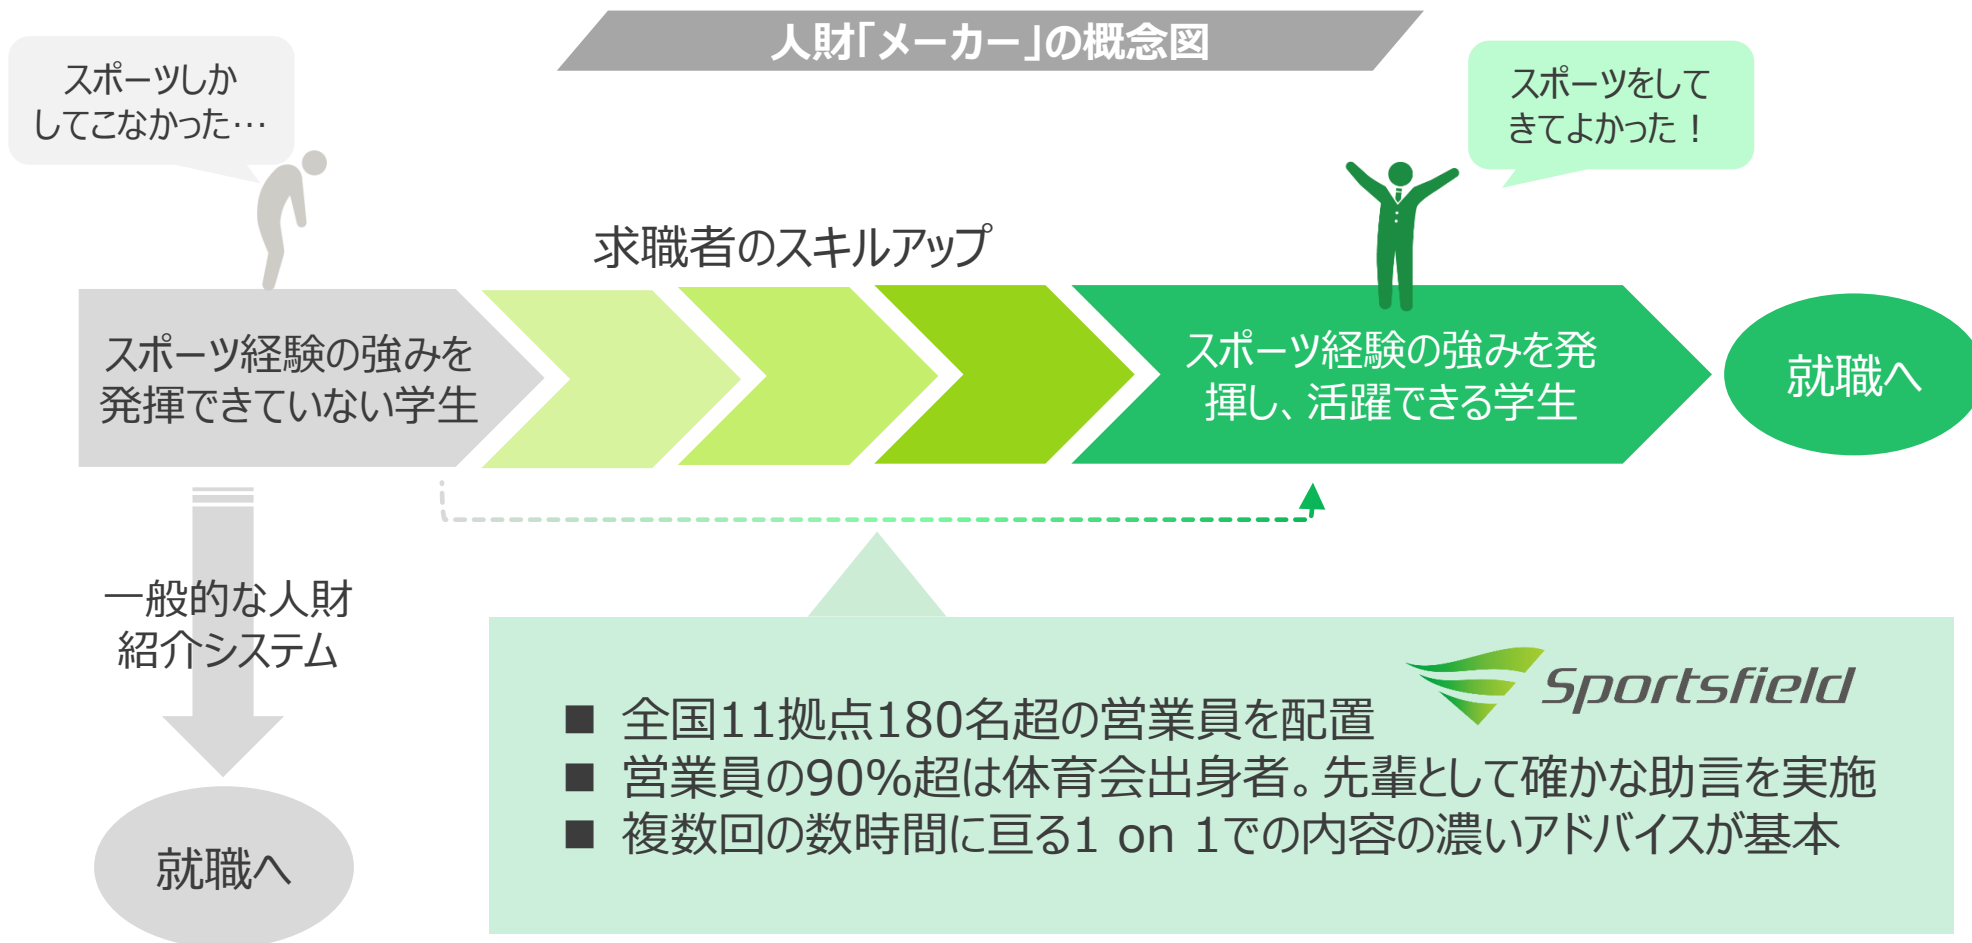 人財「メーカー」の概念図
スポーツしか
してこなかった…
スポーツをして
きてよかった！
求職者のスキルアップ
スポーツ経験の強みを
発揮できていない学生
スポーツ経験の強みを発
揮し、活躍できる学生
就職へ
一般的な人財
紹介システム
就職へ
Sportsfield
■ 全国11拠点180名超の営業員を配置
■ 営業員の90%超は体育会出身者。先輩として確かな助言を実施
■ 複数回の数時間に亘る1 on 1での内容の濃いアドバイスが基本